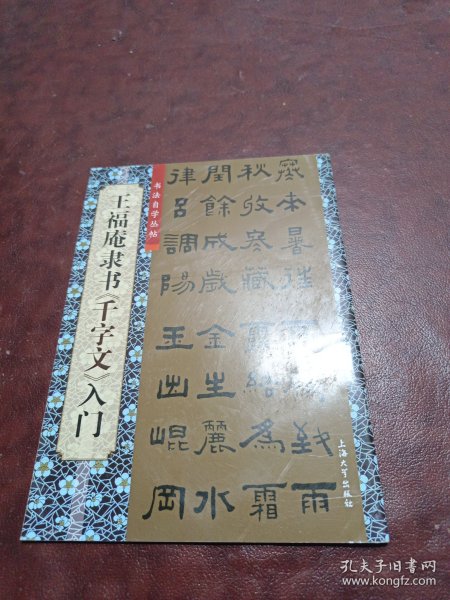 王福庵隶书《千字文》入门
书法自学丛帖
寒來暑往致雨
秋收冬藏露結為霜
閏餘成歲金生麗水
律呂調陽玉出崐岡
上海大学出版社
孔夫子旧书网
www.kongfz.com